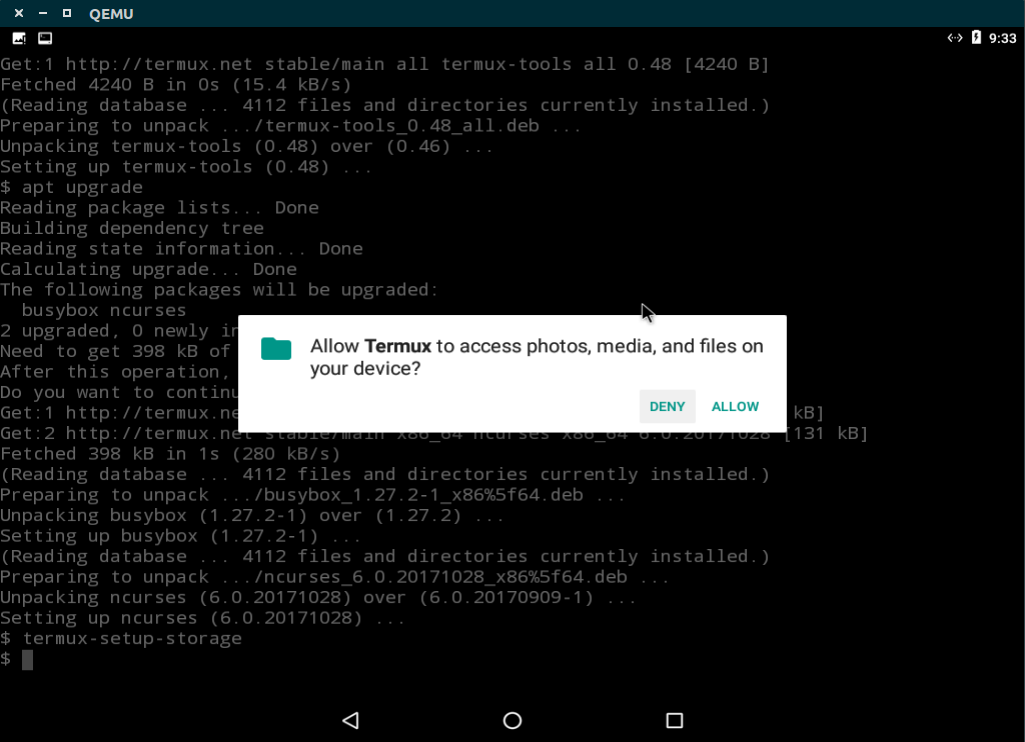 QEMU
9:33
Get:1 http://termux.net stable/main all termux-tools all 0.48 [4240 B]
Fetched 4240 B in 0s (15.4 kB/s)
(Reading database ... 4112 files and directories currently installed.)
Preparing to unpack .../termux-tools_0.48_all.deb ...
Unpacking termux-tools (0.48) over (0.46) ...
Setting up termux-tools (0.48) ...
$ apt upgrade
Reading package lists... Done
Building dependency tree
Reading state information... Done
Calculating upgrade... Done
The following packages will be upgraded:
busybox ncurses
2 upgraded, 0 newly in
Need to get 398 kB of
After this operation,
Do you want to continu
Allow Termux to access photos, media, and files on
your device?
DENY ALLOW
Get:1 http://termux.ne kB]
Get:2 http://termux.net stable/main x86_64 ncurses x86_64 6.0.20171028 [131 kB]
Fetched 398 kB in 1s (280 kB/s)
(Reading database ... 4112 files and directories currently installed.)
Preparing to unpack .../busybox_1.27.2-1_x86%5f64.deb ...
Unpacking busybox (1.27.2-1) over (1.27.2) ...
Setting up busybox (1.27.2-1) ...
(Reading database ... 4112 files and directories currently installed.)
Preparing to unpack .../ncurses_6.0.20171028_x86%5f64.deb ...
Unpacking ncurses (6.0.20171028) over (6.0.20170909-1) ...
Setting up ncurses (6.0.20171028) ...
$ termux-setup-storage
$